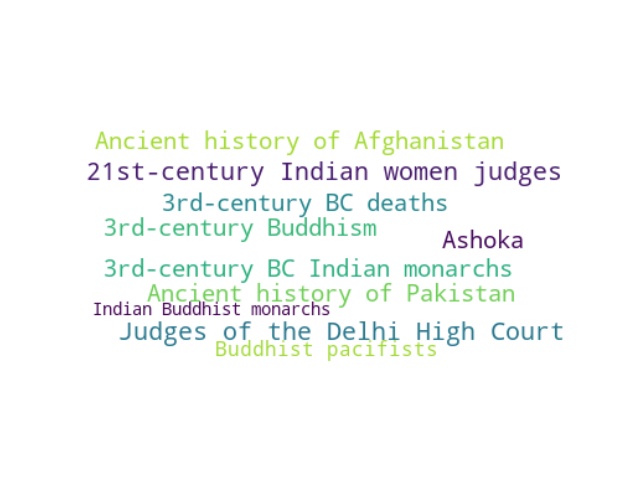 Ancient history of Afghanistan
21st-century Indian women judges
3rd-century BC deaths
3rd-century Buddhism
Ashoka
3rd-century BC Indian monarchs
Ancient history of Pakistan
Indian Buddhist monarchs
Judges of the Delhi High Court
Buddhist pacifists